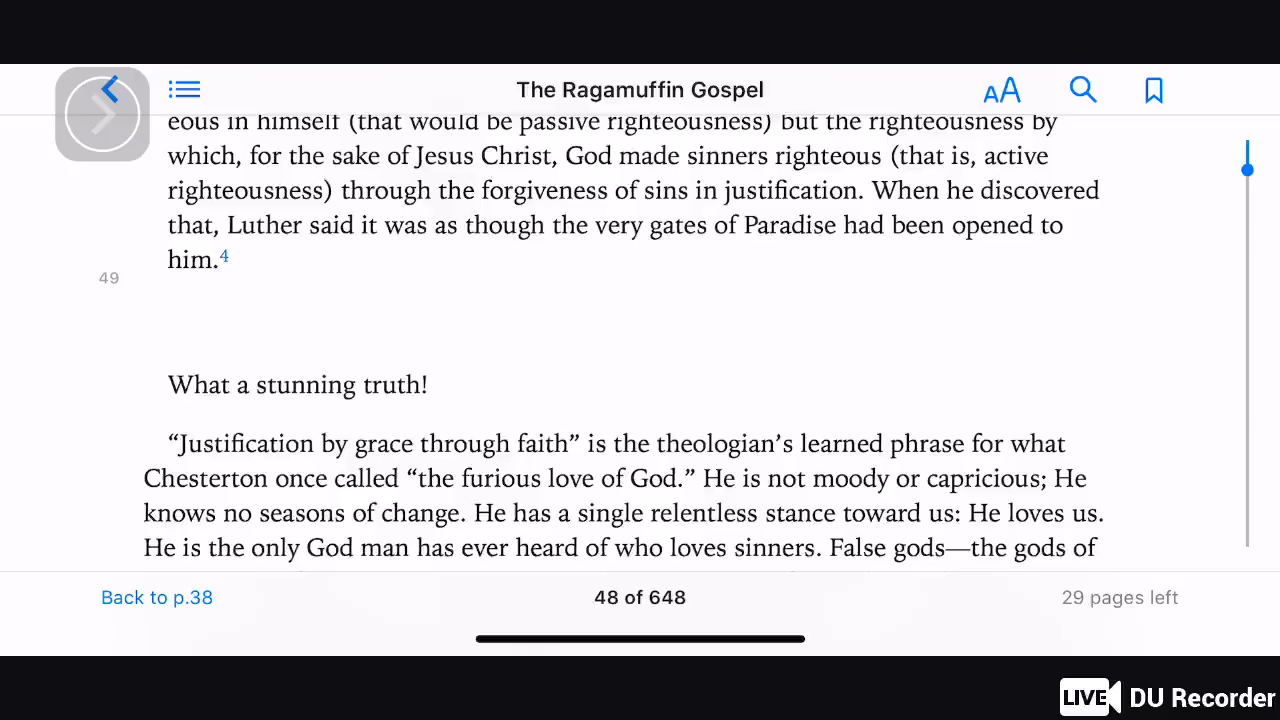 The Ragamuffin Gospel
AA
eous in himself (that would be passive righteousness) but the righteousness by
which, for the sake of Jesus Christ, God made sinners righteous (that is, active
righteousness) through the forgiveness of sins in justification. When he discovered
that, Luther said it was as though the very gates of Paradise had been opened to
him.4
49
What a stunning truth!
“Justification by grace through faith” is the theologian’s learned phrase for what
Chesterton once called “the furious love of God.” He is not moody or capricious; He
knows no seasons of change. He has a single relentless stance toward us: He loves us.
He is the only God man has ever heard of who loves sinners. False gods—the gods of
Back to p.38
48 of 648
29 pages left
LIVE DU Recorder